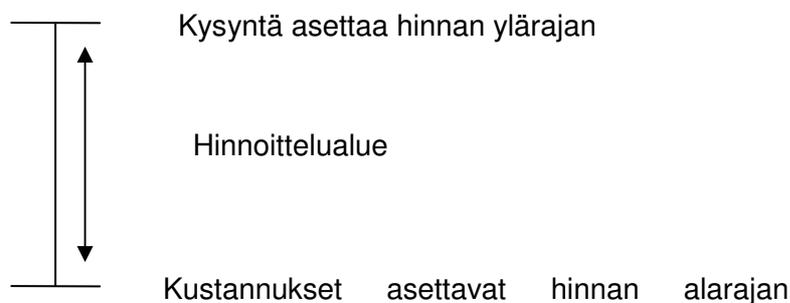 Kysyntä asettaa hinnan ylärajan
Hinnoittelualue
Kustannukset asettavat hinnan alarajan